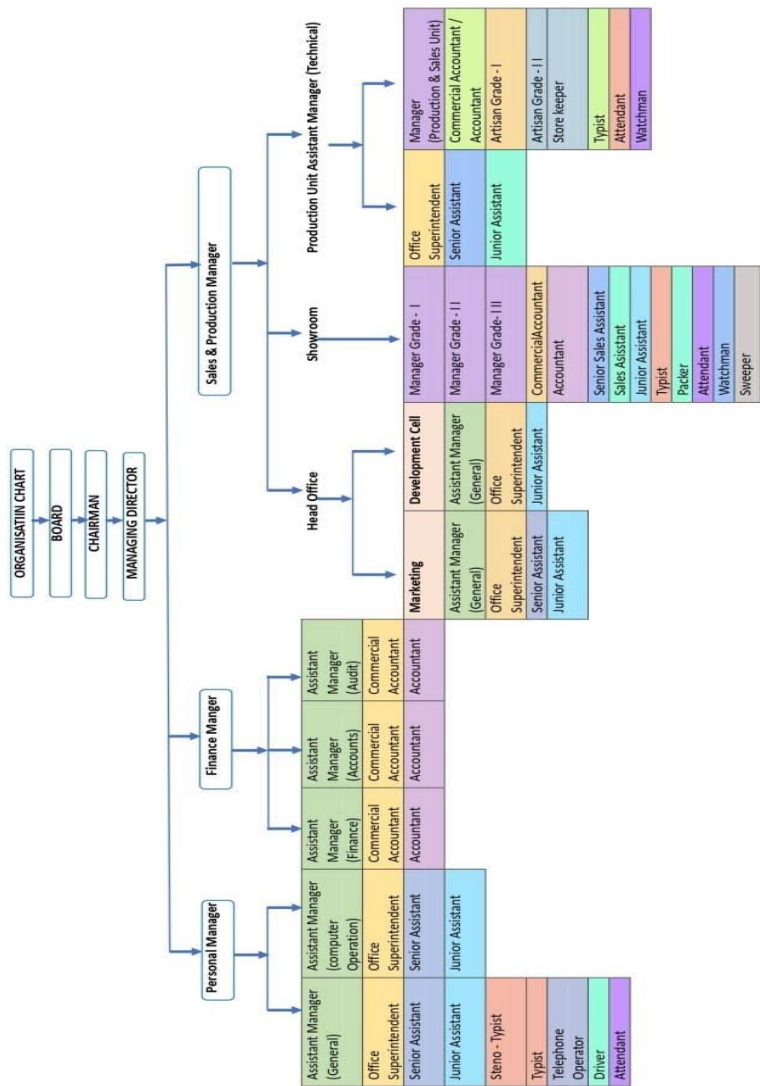 ORGANISATIIN CHART
BOARD
CHAIRMAN
MANAGING DIRECTOR
Personal Manager
Finance Manger
Sales & Production Manager
Assistant Manager
(General)
Office
Superintendent
Senior Assistant
Junior Assistant
Steno - Typist
Typist
Telephone
Operator
Driver
Attendant
Assistant Manager
(computer
Operation)
Office
Superintendent
Senior Assistant
Junior Assistant
Assistant
Manager
(Finance)
Commercial
Accountant
Accountant
Assistant
Manager
(Accounts)
Commercial
Accountant
Accountant
Assistant
Manager
(Audit)
Commercial
Accountant
Accountant
Head Office
Marketing
Assistant Manager
(General)
Office
Superintendent
Senior Assistant
Junior Assistant
Development Cell
Assistant Manager
(General)
Office
Superintendent
Junior Assistant
Showroom
Manager Grade - I
Manager Grade - I I
Manager Grade- I II
CommercialAccountant
Accountant
Senior Sales Assistant
Sales Asisstant
Junior Assistant
Typist
Packer
Attendant
Watchman
Sweeper
Production Unit Assistant Manager (Technical)
Office
Superintendent
Senior Assistant
Junior Assistant
Manager
(Production & Sales Unit)
Commercial Accountant /
Accountant
Artisan Grade - I
Artisan Grade - I I
Store keeper
Typist
Attendant
Watchman